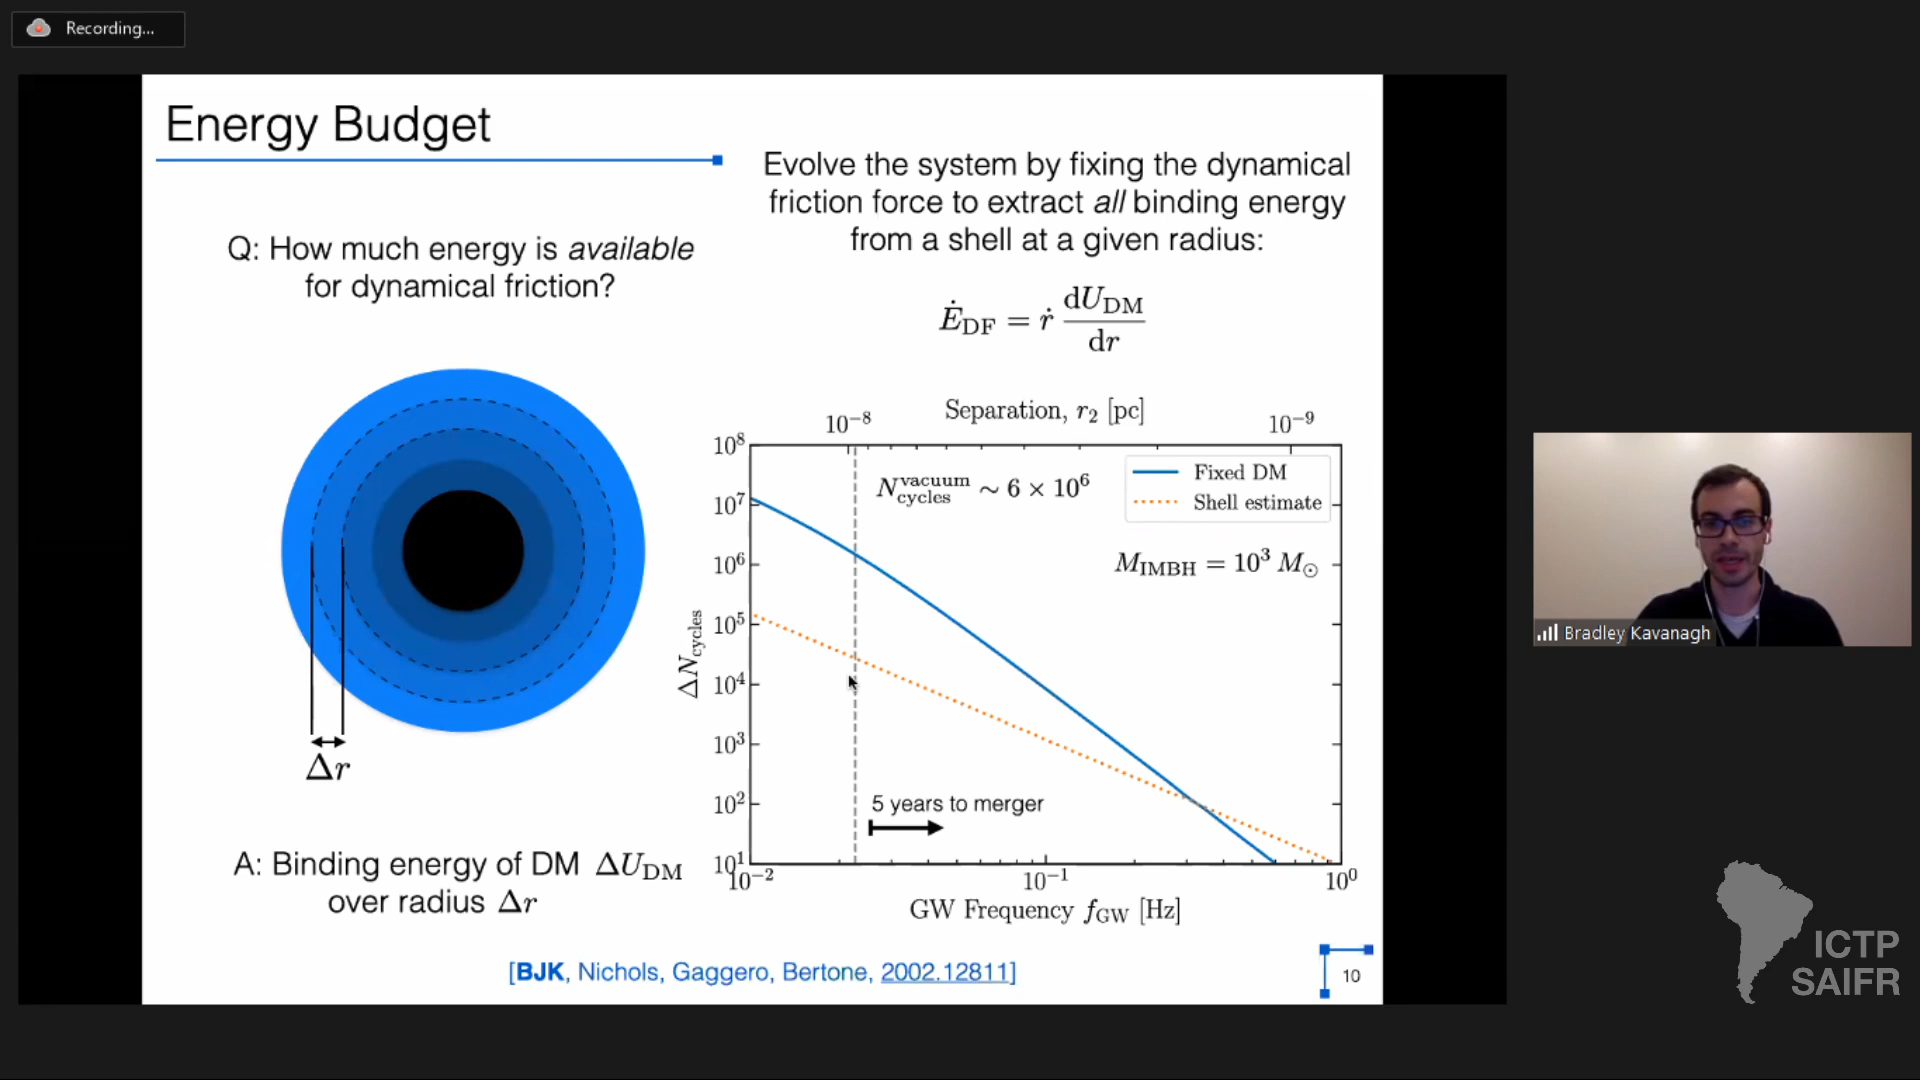 Recording...
Energy Budget
Q: How much energy is available
for dynamical friction?
Δr
A: Binding energy of DM ΔU_DM
over radius Δr
Evolve the system by fixing the dynamical
friction force to extract all binding energy
from a shell at a given radius:
Ė_DF = ṙ dU_DM/dr
Separation, r₂ [pc]
10⁻⁸ 10⁻⁹
10⁸
10⁷
10⁶
10⁵
10⁴
10³
10²
10¹
ΔN_cycles
N_cycles^vacuum ~ 6 × 10⁶
Fixed DM
Shell estimate
M_IMBH = 10³ M_⊙
5 years to merger
10⁻² 10⁻¹ 10⁰
GW Frequency f_GW [Hz]
[BJK, Nichols, Gaggero, Bertone, 2002.12811]
10
Bradley Kavanagh
ICTP
SAIFR